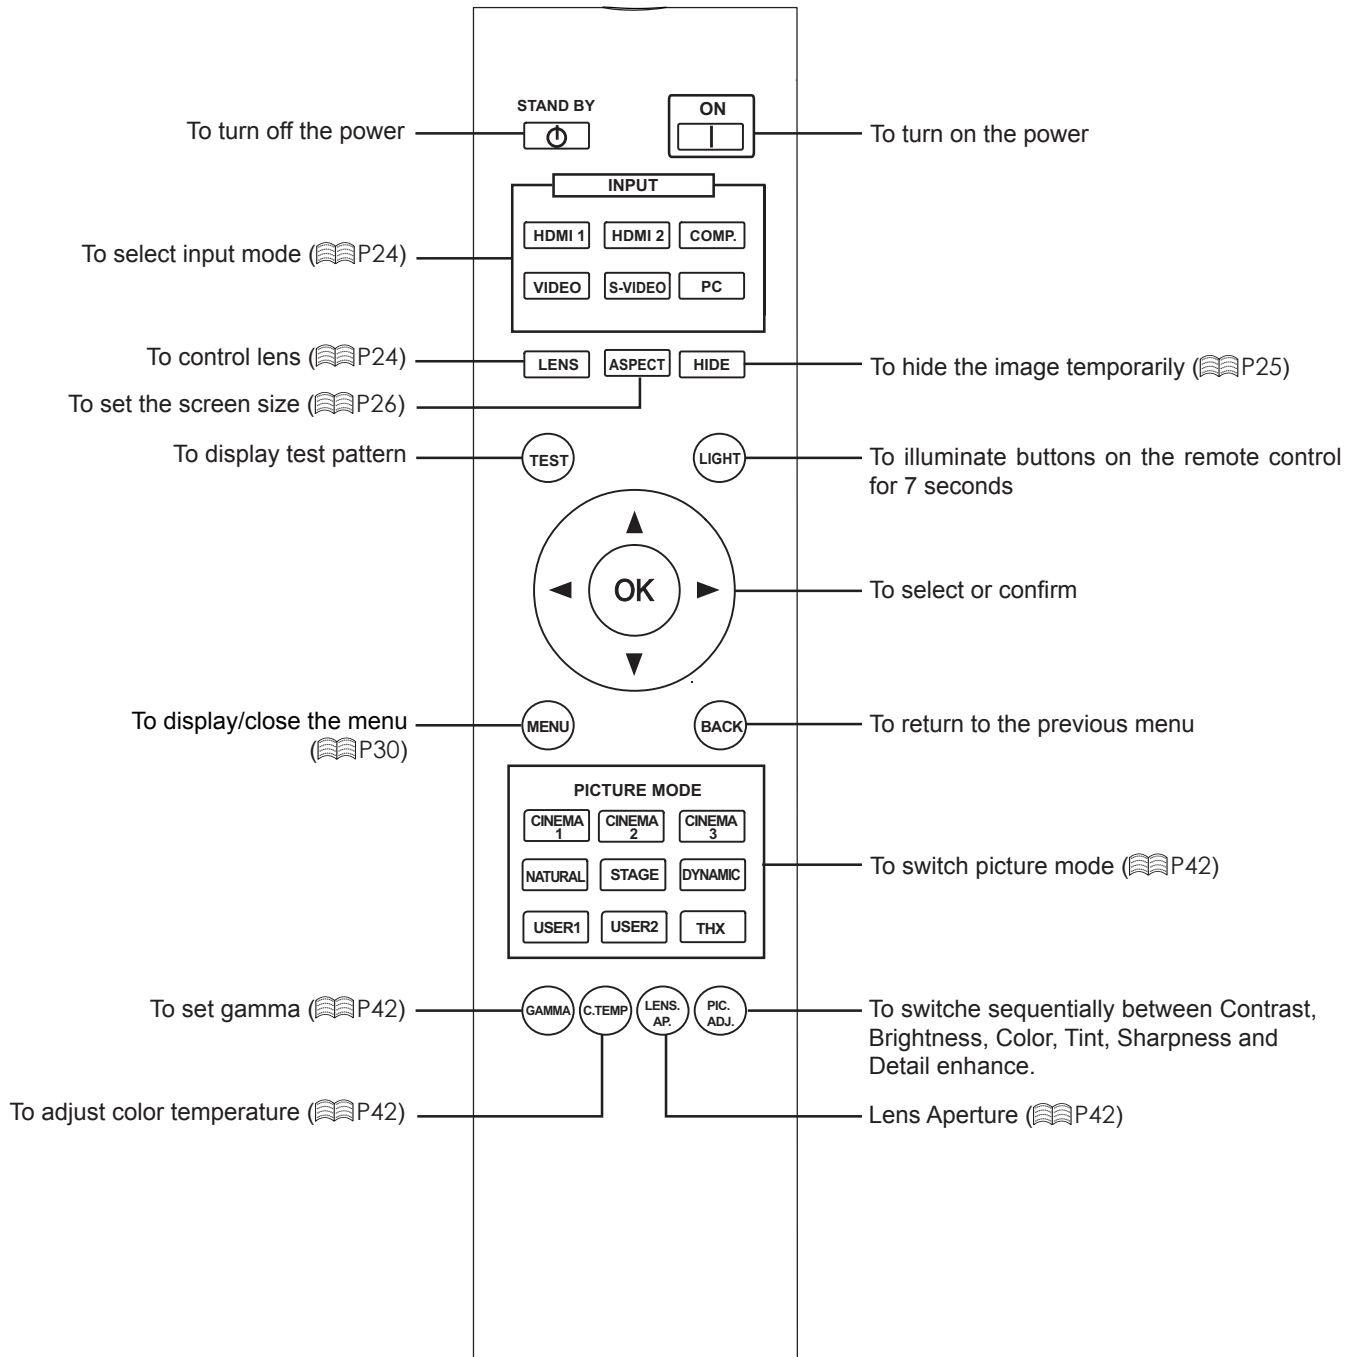 STAND BY
ON
To turn off the power
To turn on the power
INPUT
HDMI 1 HDMI 2 COMP.
To select input mode (P24)
VIDEO S-VIDEO PC
To control lens (P24)
LENS ASPECT HIDE
To hide the image temporarily (P25)
To set the screen size (P26)
To display test pattern
TEST
LIGHT
To illuminate buttons on the remote control
for 7 seconds
OK
To select or confirm
To display/close the menu
(P30)
MENU
BACK
To return to the previous menu
PICTURE MODE
CINEMA 1 CINEMA 2 CINEMA 3
NATURAL STAGE DYNAMIC
To switch picture mode (P42)
USER1 USER2 THX
To set gamma (P42)
GAMMA C.TEMP LENS. AP. PIC. ADJ.
To switche sequentially between Contrast,
Brightness, Color, Tint, Sharpness and
Detail enhance.
To adjust color temperature (P42)
Lens Aperture (P42)